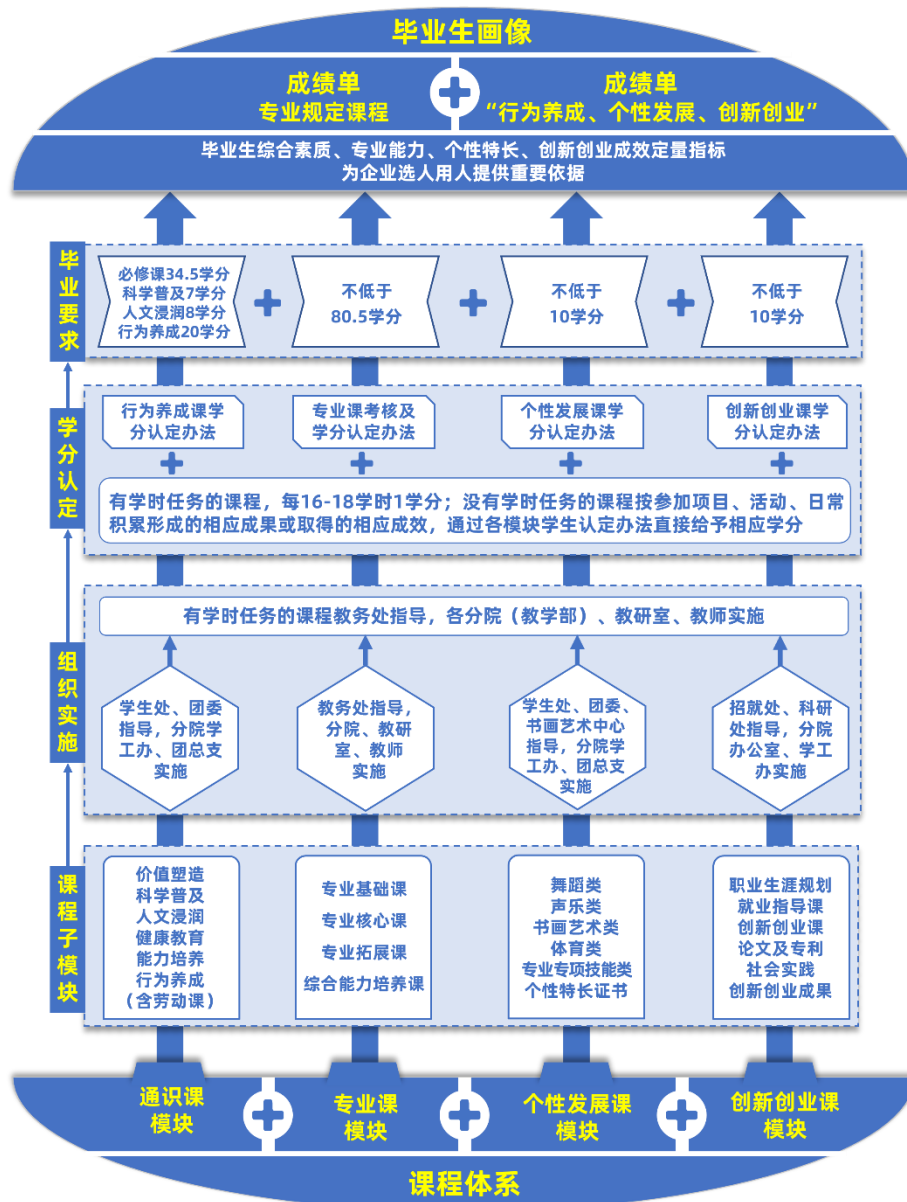 毕业生画像
成绩单
专业规定课程
成绩单
“行为养成、个性发展、创新创业”
毕业生综合素质、专业能力、个性特长、创新创业成效定量指标
为企业选人用人提供重要依据
毕业要求
必修课34.5学分
科学普及7学分
人文浸润8学分
行为养成20学分
不低于
80.5学分
不低于
10学分
不低于
10学分
学分认定
行为养成课学
分认定办法
专业课考核及
学分认定办法
个性发展课学
分认定办法
创新创业课学
分认定办法
有学时任务的课程，每16-18学时1学分；没有学时任务的课程按参加项目、活动、日常
积累形成的相应成果或取得的相应成效，通过各模块学生认定办法直接给予相应学分
组织实施
有学时任务的课程教务处指导，各分院（教学部）、教研室、教师实施
学生处、团委
指导，分院学
工办、团总支
实施
教务处指导，
分院、教研
室、教师
实施
学生处、团委、
书画艺术中心
指导，分院学
工办、团总支
实施
招就处、科研
处指导，分院
办公室、学工
办实施
课程子模块
价值塑造
科学普及
人文浸润
健康教育
能力培养
行为养成
（含劳动课）
专业基础课
专业核心课
专业拓展课
综合能力培养课
舞蹈类
声乐类
书画艺术类
体育类
专业专项技能类
个性特长证书
职业生涯规划
就业指导课
创新创业课
论文及专利
社会实践
创新创业成果
通识课
模块
专业课
模块
个性发展课
模块
创新创业课
模块
课程体系